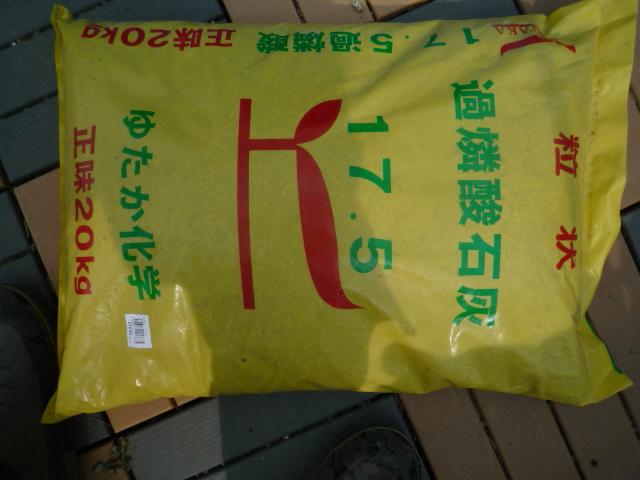 粒状
過燐酸石灰
17.5
ゆたか化学
正味20kg
17.5過燐酸
正味20kg